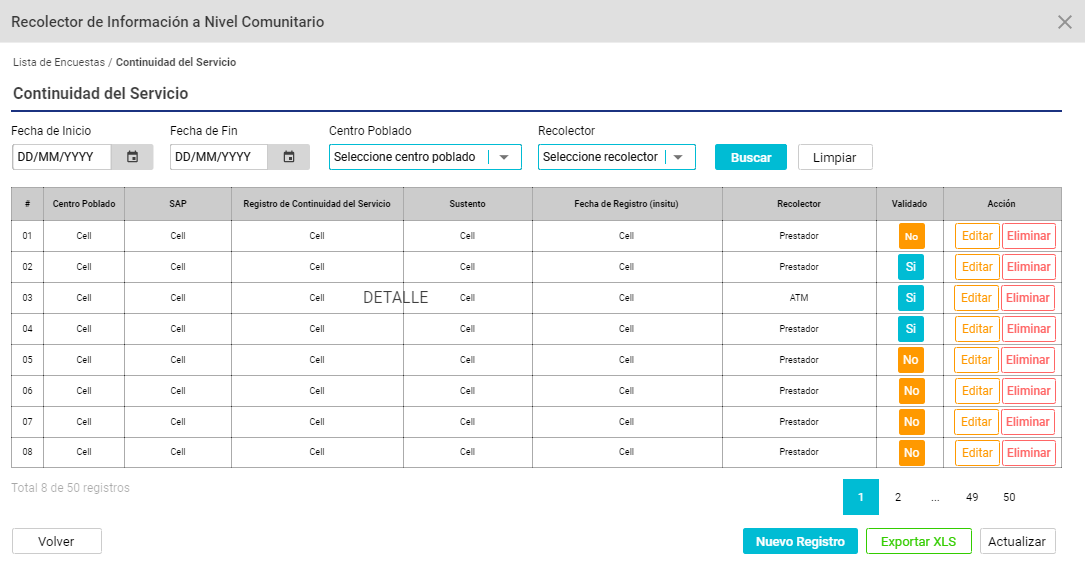 Recolector de Información a Nivel Comunitario
Lista de Encuestas / Continuidad del Servicio
Continuidad del Servicio
Fecha de Inicio Fecha de Fin Centro Poblado Recolector
DD/MM/YYYY DD/MM/YYYY Seleccione centro poblado Seleccione recolector Buscar Limpiar
# Centro Poblado SAP Registro de Continuidad del Servicio Sustento Fecha de Registro (insitu) Recolector Validado Acción
01 Cell Cell Cell Cell Cell Prestador No Editar Eliminar
02 Cell Cell Cell Cell Cell Prestador Si Editar Eliminar
03 Cell Cell Cell DETALLE Cell Cell ATM Si Editar Eliminar
04 Cell Cell Cell Cell Cell Prestador Si Editar Eliminar
05 Cell Cell Cell Cell Cell Prestador No Editar Eliminar
06 Cell Cell Cell Cell Cell Prestador No Editar Eliminar
07 Cell Cell Cell Cell Cell Prestador No Editar Eliminar
08 Cell Cell Cell Cell Cell Prestador No Editar Eliminar
Total 8 de 50 registros
1 2 ... 49 50
Volver Nuevo Registro Exportar XLS Actualizar